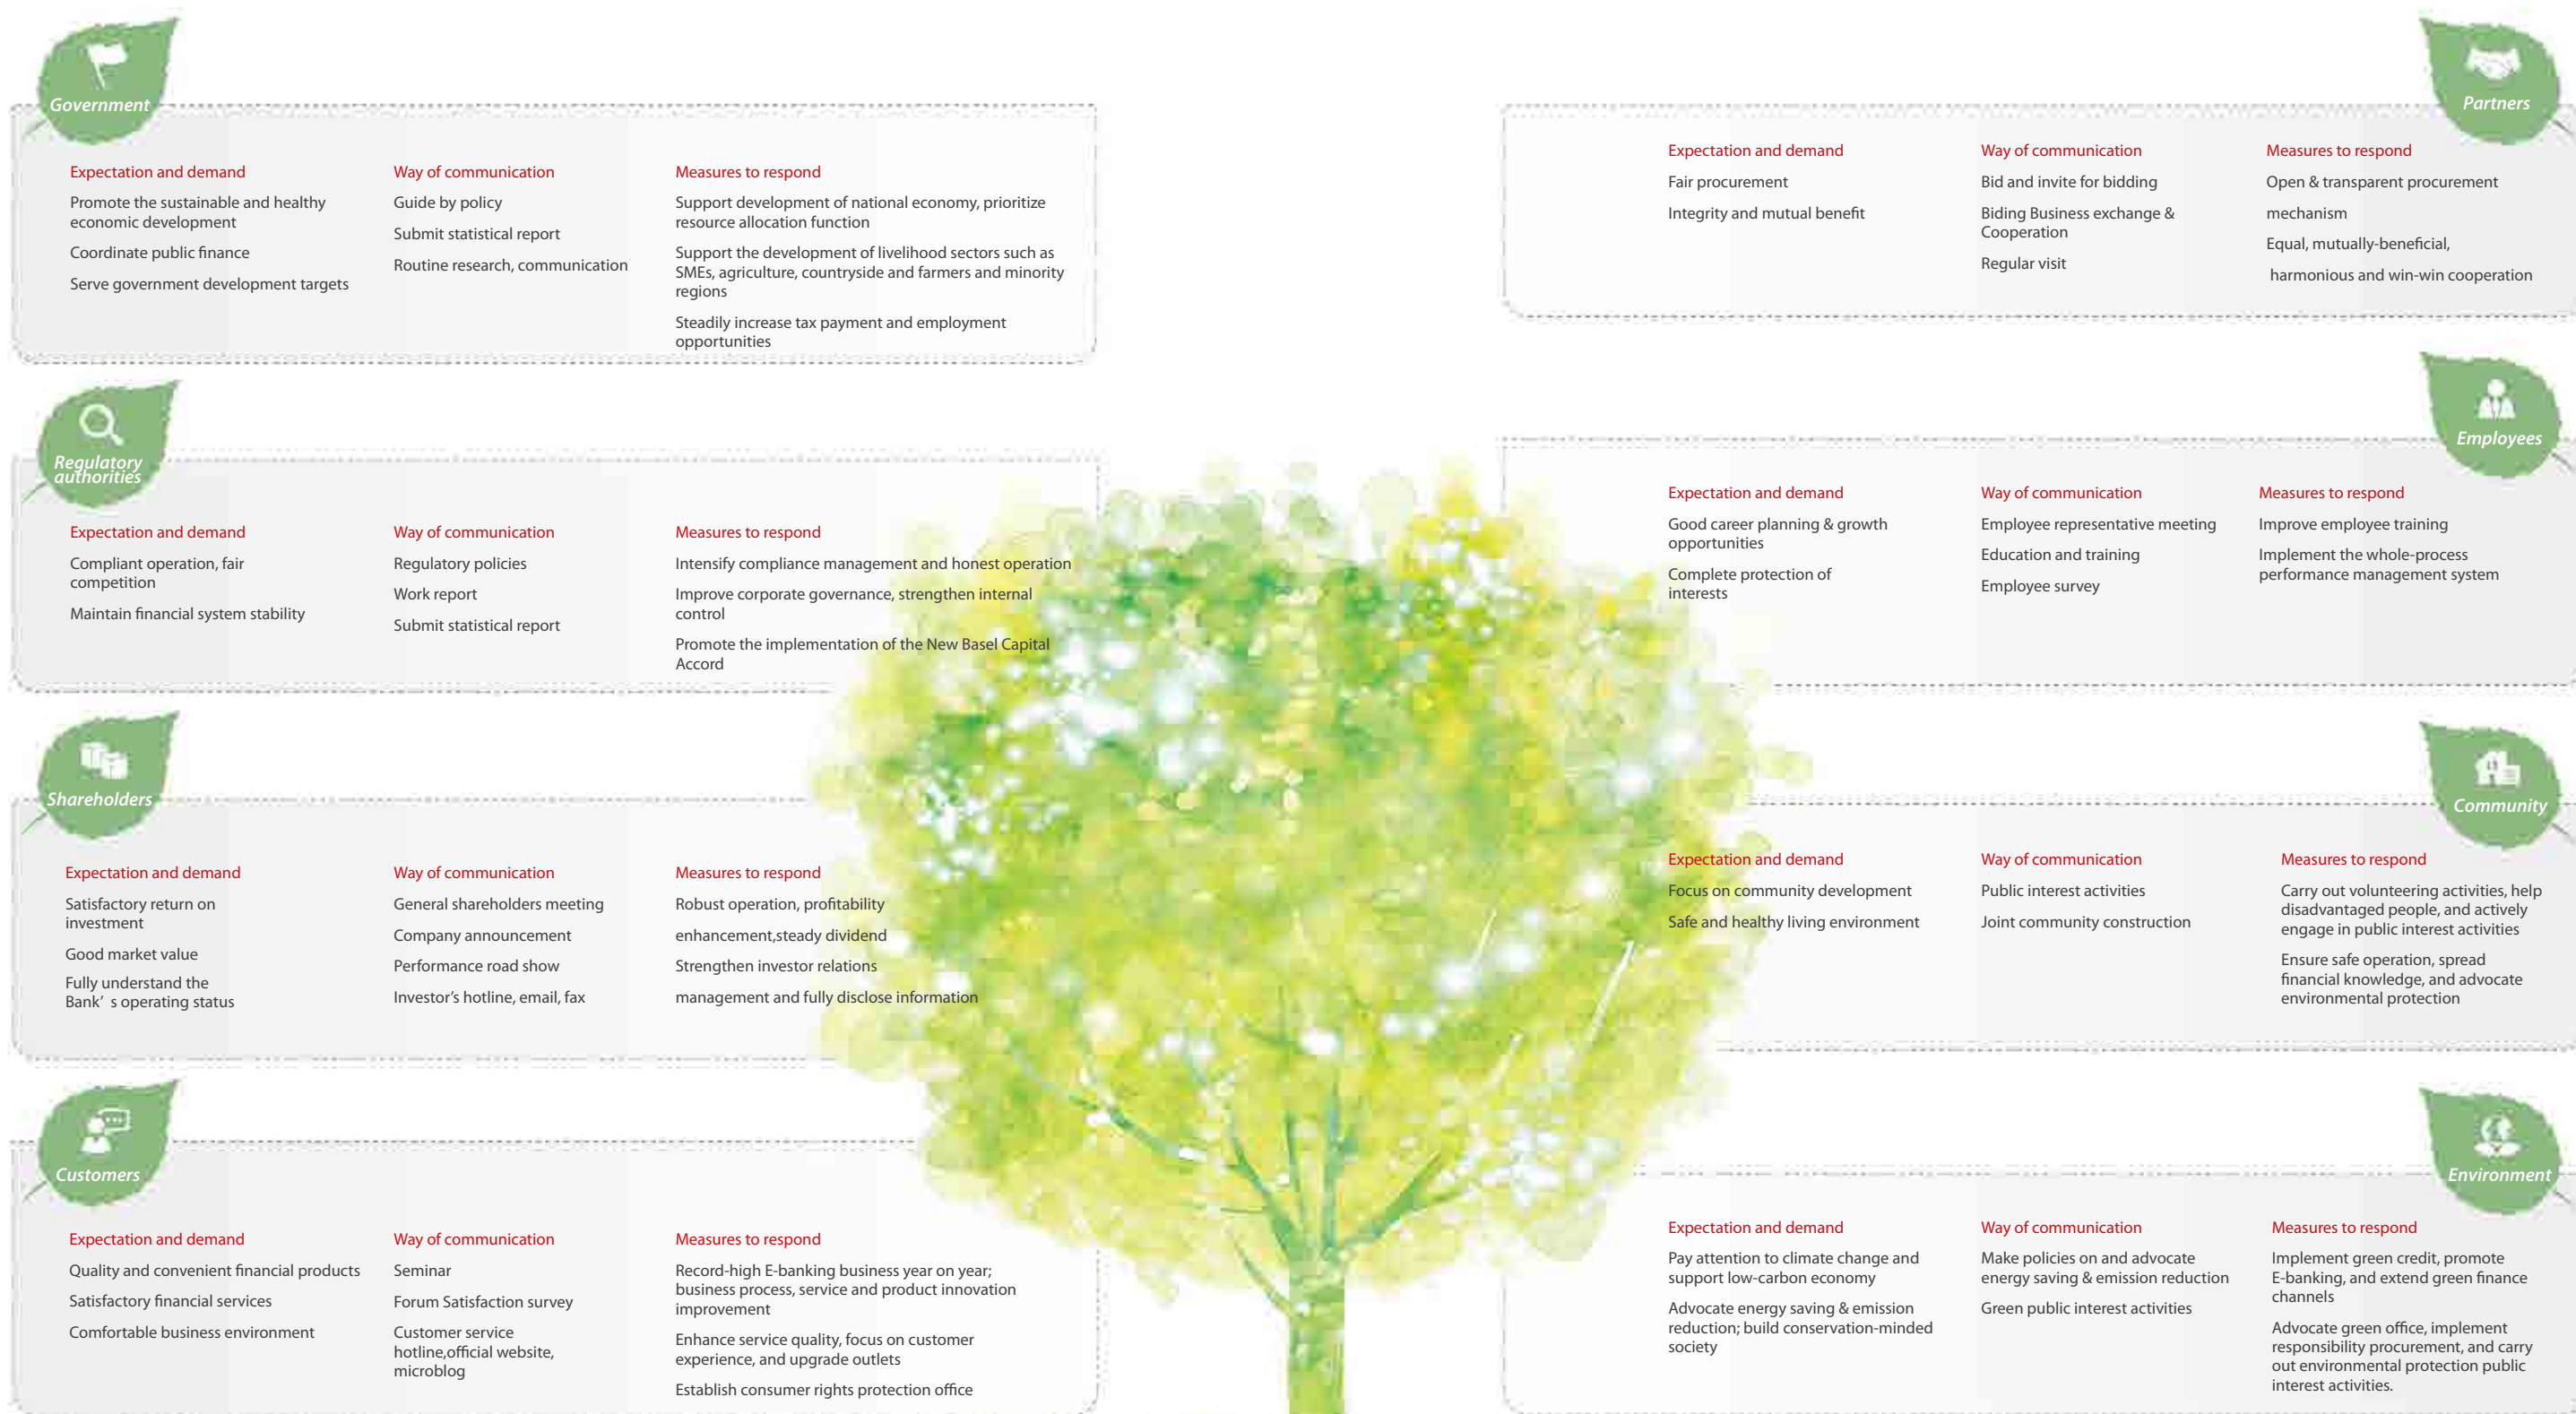 Government
Expectation and demand
Promote the sustainable and healthy
economic development
Coordinate public finance
Serve government development targets
Way of communication
Guide by policy
Submit statistical report
Routine research, communication
Measures to respond
Support development of national economy, prioritize
resource allocation function
Support the development of livelihood sectors such as
SMEs, agriculture, countryside and farmers and minority
regions
Steadily increase tax payment and employment
opportunities
Regulatory
authorities
Expectation and demand
Compliant operation, fair
competition
Maintain financial system stability
Way of communication
Regulatory policies
Work report
Submit statistical report
Measures to respond
Intensify compliance management and honest operation
Improve corporate governance, strengthen internal
control
Promote the implementation of the New Basel Capital
Accord
Shareholders
Expectation and demand
Satisfactory return on
investment
Good market value
Fully understand the
Bank’ s operating status
Way of communication
General shareholders meeting
Company announcement
Performance road show
Investor’s hotline, email, fax
Measures to respond
Robust operation, profitability
enhancement,steady dividend
Strengthen investor relations
management and fully disclose information
Customers
Expectation and demand
Quality and convenient financial products
Satisfactory financial services
Comfortable business environment
Way of communication
Seminar
Forum Satisfaction survey
Customer service
hotline,official website,
microblog
Measures to respond
Record-high E-banking business year on year;
business process, service and product innovation
improvement
Enhance service quality, focus on customer
experience, and upgrade outlets
Establish consumer rights protection office
Partners
Expectation and demand
Fair procurement
Integrity and mutual benefit
Way of communication
Bid and invite for bidding
Biding Business exchange &
Cooperation
Regular visit
Measures to respond
Open & transparent procurement
mechanism
Equal, mutually-beneficial,
harmonious and win-win cooperation
Employees
Expectation and demand
Good career planning & growth
opportunities
Complete protection of
interests
Way of communication
Employee representative meeting
Education and training
Employee survey
Measures to respond
Improve employee training
Implement the whole-process
performance management system
Community
Expectation and demand
Focus on community development
Safe and healthy living environment
Way of communication
Public interest activities
Joint community construction
Measures to respond
Carry out volunteering activities, help
disadvantaged people, and actively
engage in public interest activities
Ensure safe operation, spread
financial knowledge, and advocate
environmental protection
Environment
Expectation and demand
Pay attention to climate change and
support low-carbon economy
Advocate energy saving & emission
reduction; build conservation-minded
society
Way of communication
Make policies on and advocate
energy saving & emission reduction
Green public interest activities
Measures to respond
Implement green credit, promote
E-banking, and extend green finance
channels
Advocate green office, implement
responsibility procurement, and carry
out environmental protection public
interest activities.